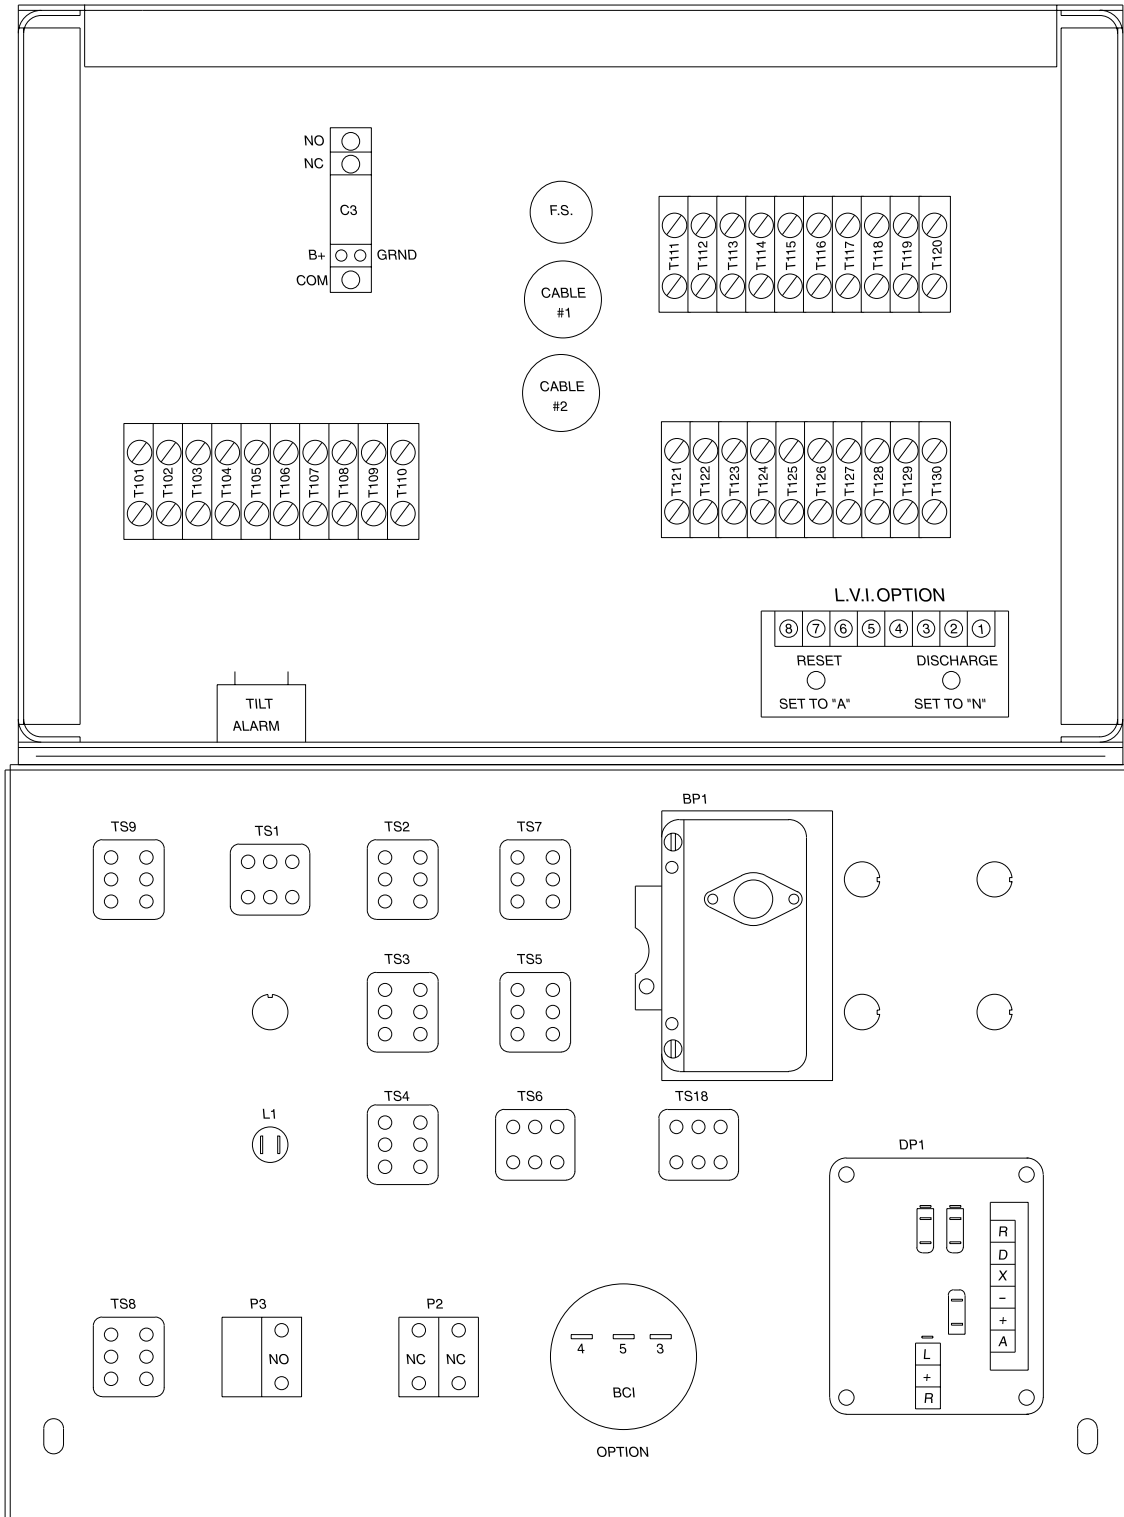 NO
NC
C3
B+ GRND
COM
F.S.
CABLE
#1
CABLE
#2
T111 T112 T113 T114 T115 T116 T117 T118 T119 T120
T101 T102 T103 T104 T105 T106 T107 T108 T109 T110
T121 T122 T123 T124 T125 T126 T127 T128 T129 T130
L.V.I. OPTION
8 7 6 5 4 3 2 1
RESET DISCHARGE
SET TO "A" SET TO "N"
TILT
ALARM
BP1
TS9 TS1 TS2 TS7
TS3 TS5
L1 TS4 TS6 TS18
DP1
R
D
X
-
+
A
L
+
R
TS8 P3 P2
NO NC NC
4 5 3
BCI
OPTION